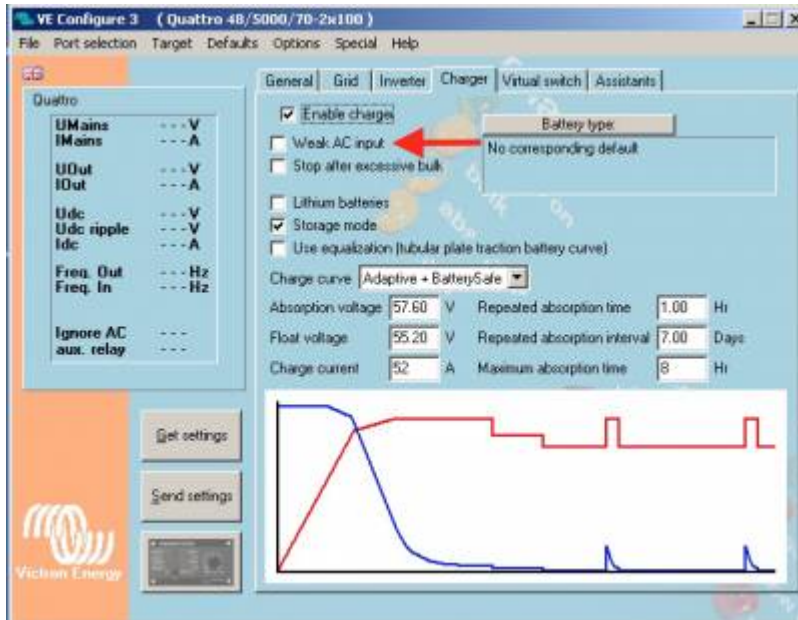 VE Configure 3 ( Quattro 48/5000/70-2x100 )
File Port selection Target Defaults Options Special Help
General Grid Inverter Charger Virtual switch Assistants
Quattro
UMains ---V
IMains ---A
UOut ---V
IOut ---A
Udc ---V
Udc ripple ---V
Idc ---A
Freq. Out ---Hz
Freq. In ---Hz
Ignore AC ---
aux. relay ---
Get settings
Send settings
Victron Energy
Enable charger
Weak AC input
Stop after excessive bulk
Battery type:
No corresponding default
Lithium batteries
Storage mode
Use equalization (tubular plate traction battery curve)
Charge curve Adaptive + BatterySafe
Absorption voltage 57.60 V Repeated absorption time 1.00 Hr
Float voltage 55.20 V Repeated absorption interval 7.00 Days
Charge current 52 A Maximum absorption time 8 Hr